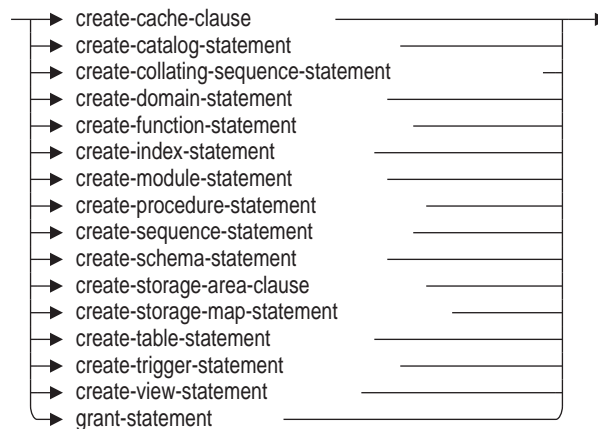 create-cache-clause
create-catalog-statement
create-collating-sequence-statement
create-domain-statement
create-function-statement
create-index-statement
create-module-statement
create-procedure-statement
create-sequence-statement
create-schema-statement
create-storage-area-clause
create-storage-map-statement
create-table-statement
create-trigger-statement
create-view-statement
grant-statement